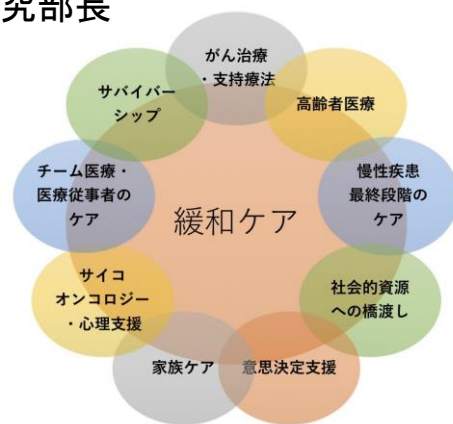 究部長
がん治療
・支持療法
高齢者医療
慢性疾患
最終段階の
ケア
社会的資源
への橋渡し
意思決定支援
家族ケア
サイコ
オンコロジー
・心理支援
チーム医療・
医療従事者の
ケア
サバイバー
シップ
緩和ケア